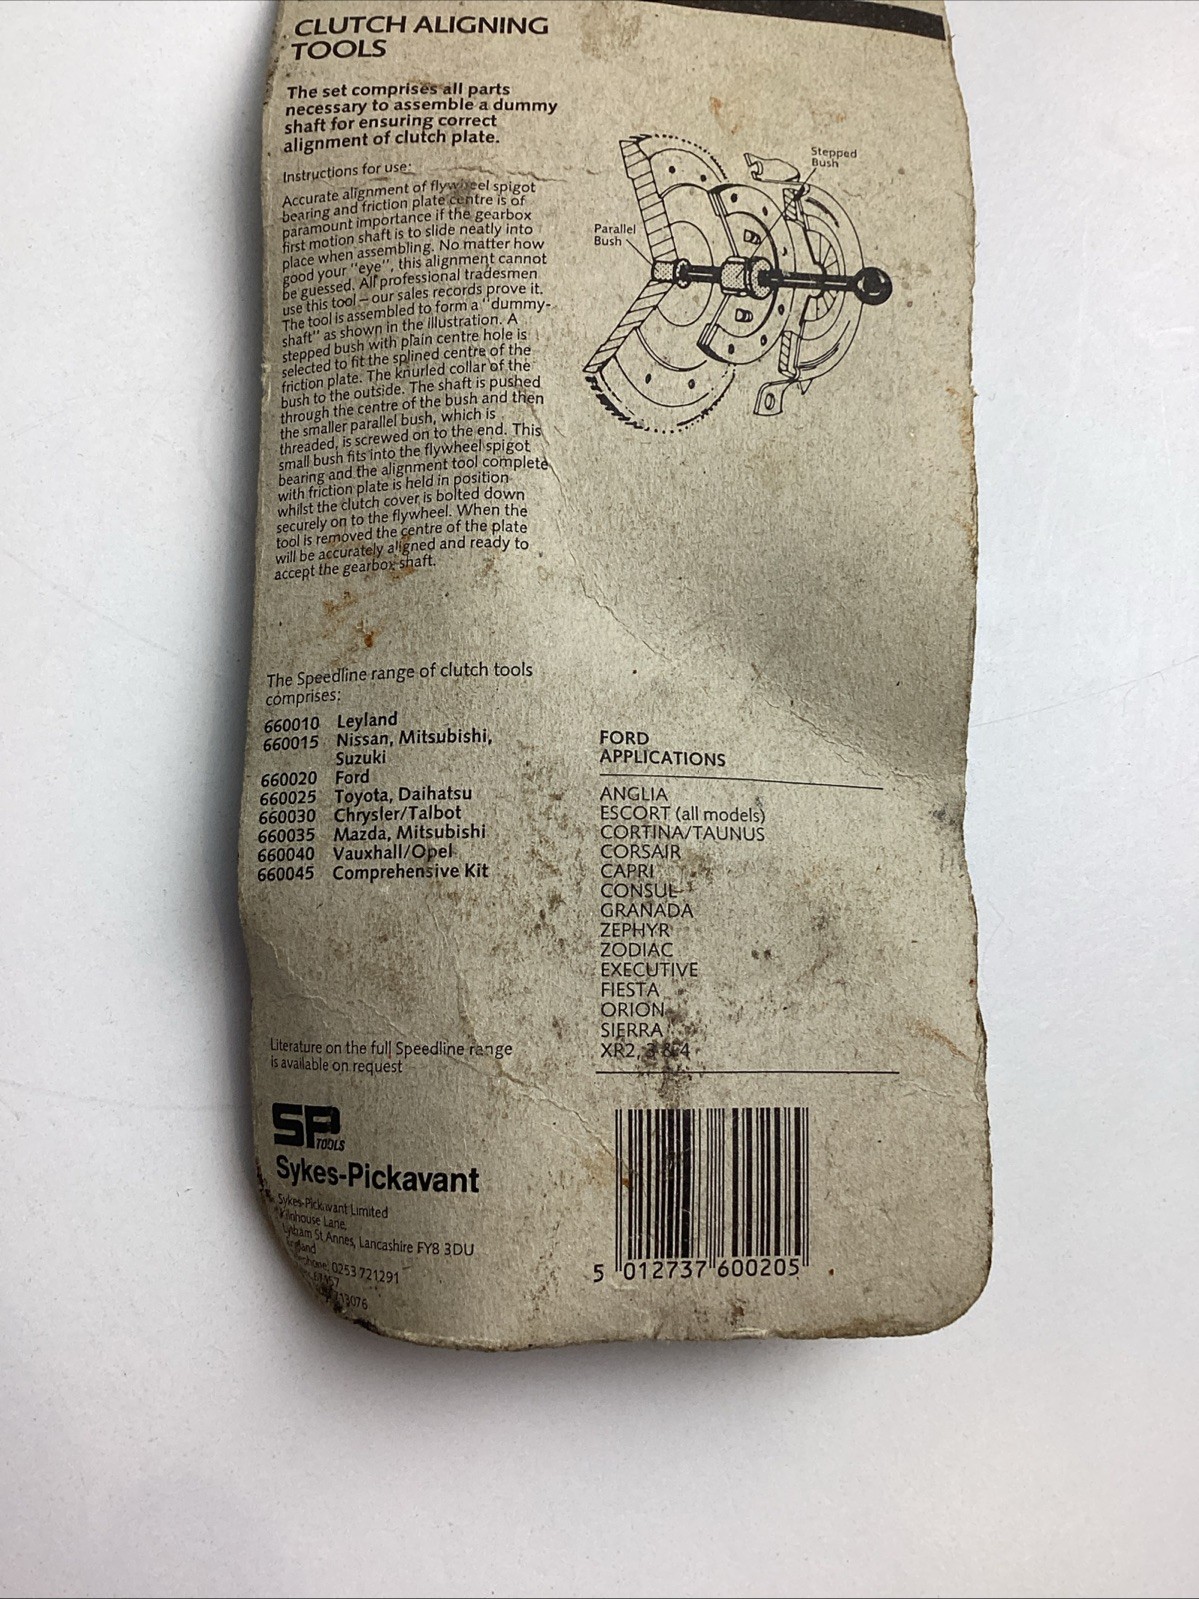 CLUTCH ALIGNING
TOOLS
The set comprises all parts
necessary to assemble a dummy
shaft for ensuring correct
alignment of clutch plate.
Instructions for use:
Accurate alignment of flywheel spigot
bearing and friction plate centre is of
paramount importance if the gearbox
first motion shaft is to slide neatly into
place when assembling. No matter how
good your "eye", this alignment cannot
be guessed. All professional tradesmen
use this tool – our sales records prove it.
The tool is assembled to form a "dummy-
shaft" as shown in the illustration. A
stepped bush with plain centre hole is
selected to fit the splined centre of the
friction plate. The knurled collar of the
bush to the outside. The shaft is pushed
through the centre of the bush and then
the smaller parallel bush, which is
threaded, is screwed on to the end. This
small bush fits into the flywheel spigot
bearing and the alignment tool complete
with friction plate is held in position
whilst the clutch cover is bolted down
securely on to the flywheel. When the
tool is removed the centre of the plate
will be accurately aligned and ready to
accept the gearbox shaft.
Stepped
Bush
Parallel
Bush
The Speedline range of clutch tools
comprises:
660010 Leyland
660015 Nissan, Mitsubishi,
Suzuki
660020 Ford
660025 Toyota, Daihatsu
660030 Chrysler/Talbot
660035 Mazda, Mitsubishi
660040 Vauxhall/Opel
660045 Comprehensive Kit
FORD
APPLICATIONS
ANGLIA
ESCORT (all models)
CORTINA/TAUNUS
CORSAIR
CAPRI
CONSUL
GRANADA
ZEPHYR
ZODIAC
EXECUTIVE
FIESTA
ORION
SIERRA
XR2, 3 & 4
Literature on the full Speedline range
is available on request
SP
TOOLS
Sykes-Pickavant
Sykes-Pickavant Limited
Kilnhouse Lane,
Lytham St Annes, Lancashire FY8 3DU
England
0253 721291
5 012737 600205